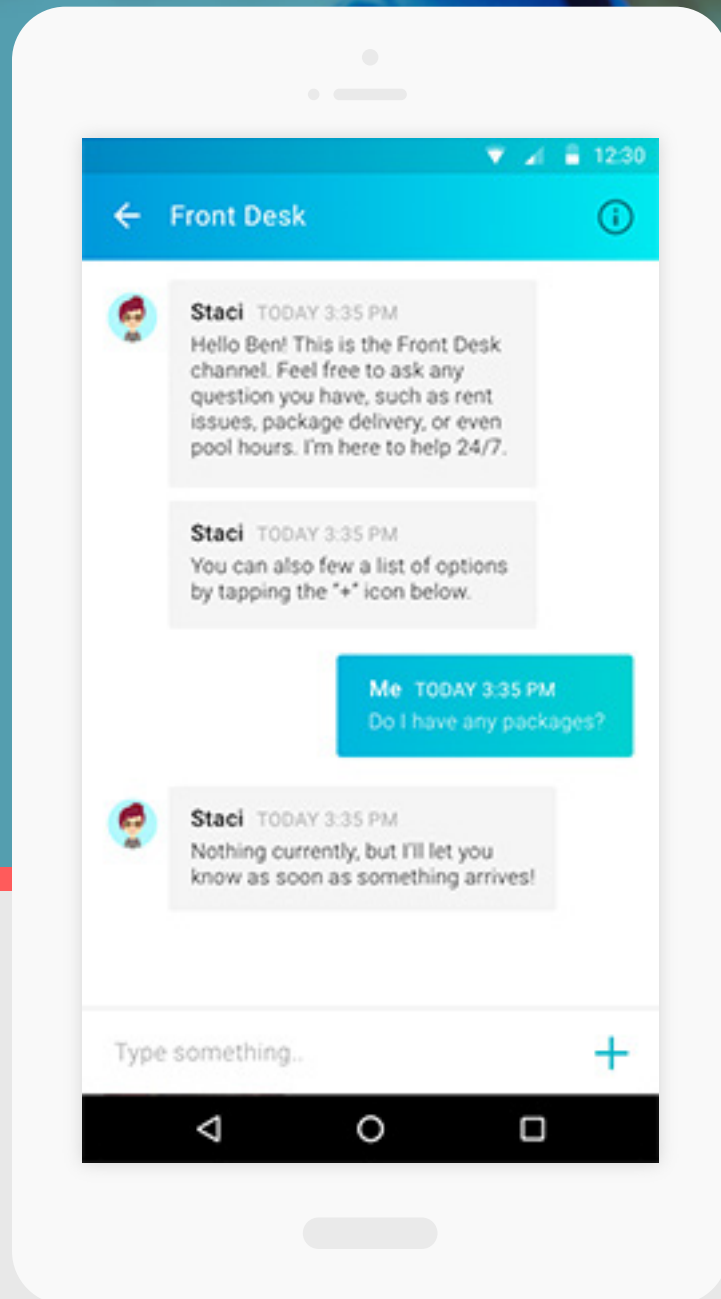 12:30
Front Desk
Staci TODAY 3:35 PM
Hello Ben! This is the Front Desk
channel. Feel free to ask any
question you have, such as rent
issues, package delivery, or even
pool hours. I'm here to help 24/7.
Staci TODAY 3:35 PM
You can also few a list of options
by tapping the "+" icon below.
Me TODAY 3:35 PM
Do I have any packages?
Staci TODAY 3:35 PM
Nothing currently, but I'll let you
know as soon as something arrives!
Type something..